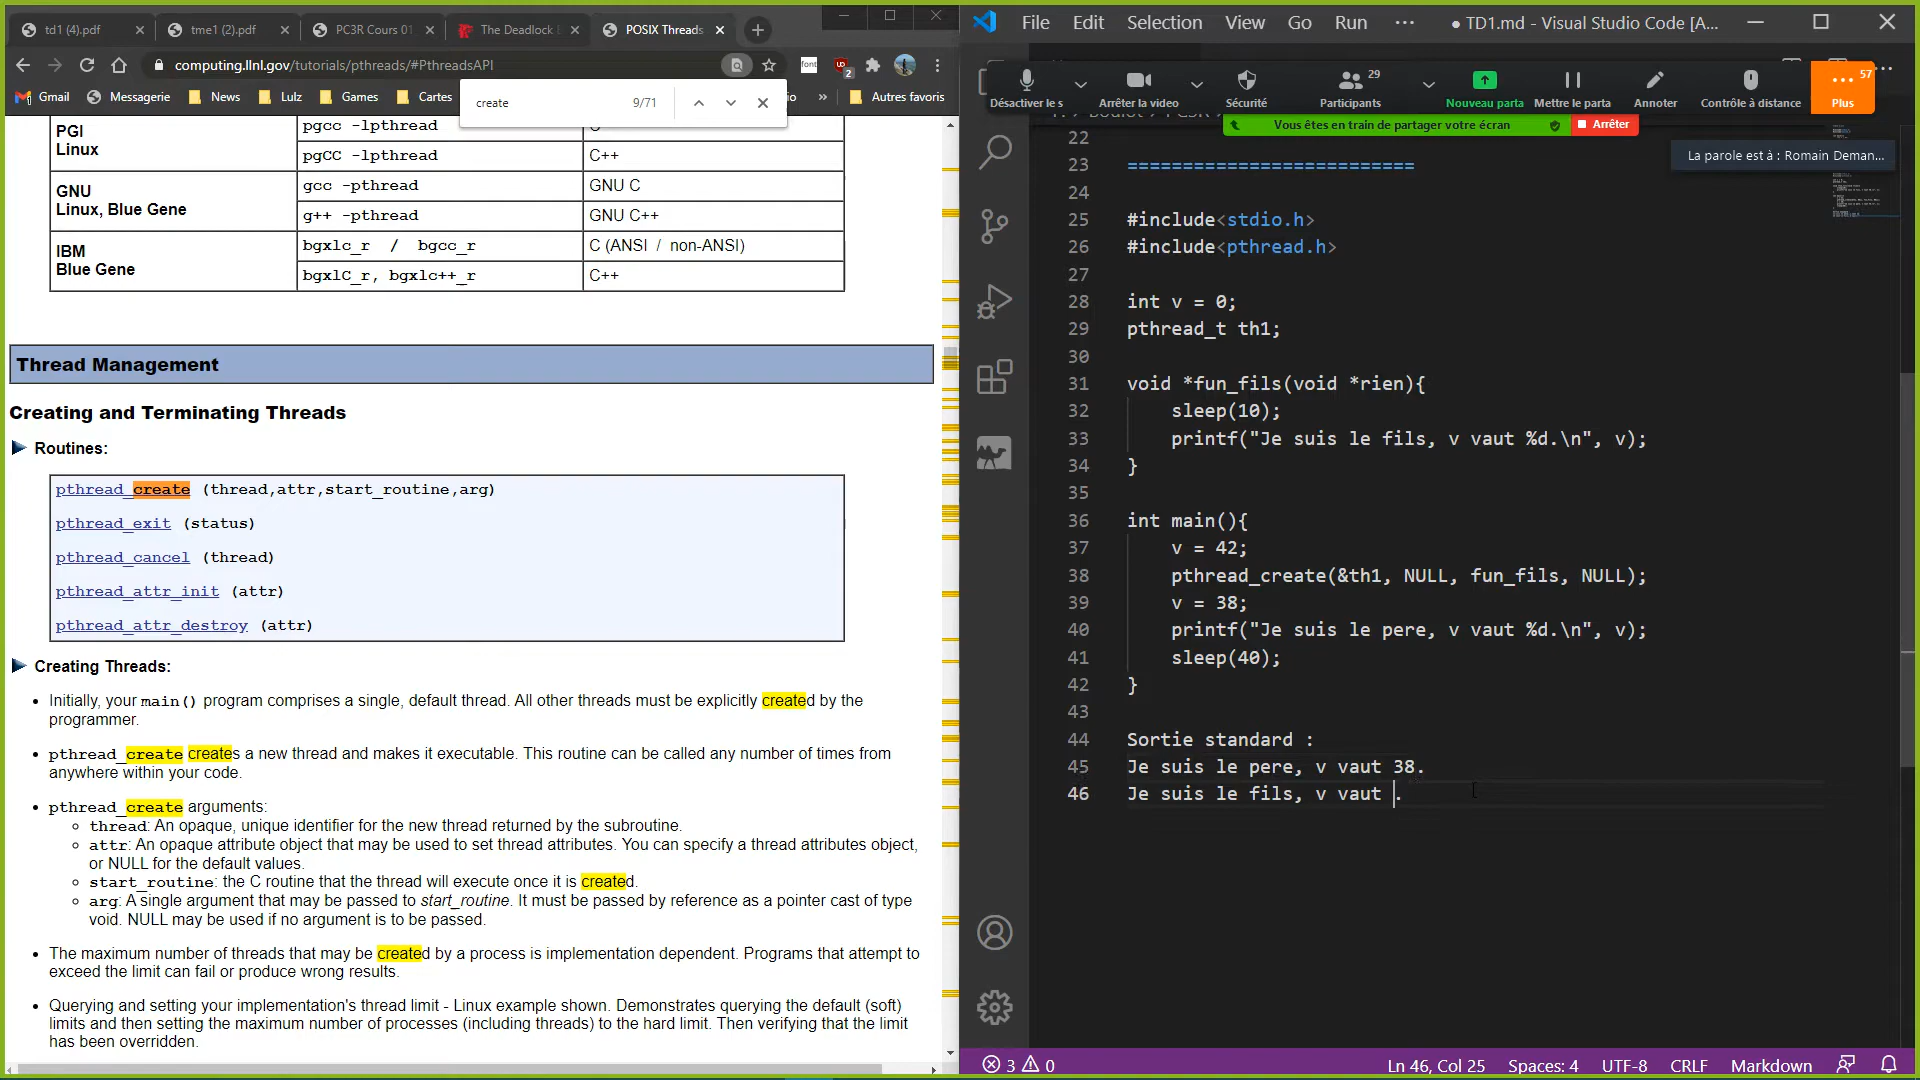 td1 (4).pdf
tme1 (2).pdf
PC3R Cours 01
The Deadlock
POSIX Threads
computing.llnl.gov/tutorials/pthreads/#PthreadsAPI
font
2
Gmail
Messagerie
News
Lulz
Games
Cartes
io
»
Autres favoris
create
9/71
PGI
Linux
pgcc -lpthread
pgCC -lpthread
C++
GNU
Linux, Blue Gene
gcc -pthread
GNU C
g++ -pthread
GNU C++
IBM
Blue Gene
bgxlc_r / bgcc_r
C (ANSI / non-ANSI)
bgxlC_r, bgxlc++_r
C++
Thread Management
Creating and Terminating Threads
Routines:
pthread_create (thread,attr,start_routine,arg)
pthread_exit (status)
pthread_cancel (thread)
pthread_attr_init (attr)
pthread_attr_destroy (attr)
Creating Threads:
• Initially, your main() program comprises a single, default thread. All other threads must be explicitly created by the
programmer.
• pthread_create creates a new thread and makes it executable. This routine can be called any number of times from
anywhere within your code.
• pthread_create arguments:
thread: An opaque, unique identifier for the new thread returned by the subroutine.
attr: An opaque attribute object that may be used to set thread attributes. You can specify a thread attributes object,
or NULL for the default values.
start_routine: the C routine that the thread will execute once it is created.
arg: A single argument that may be passed to start_routine. It must be passed by reference as a pointer cast of type
void. NULL may be used if no argument is to be passed.
• The maximum number of threads that may be created by a process is implementation dependent. Programs that attempt to
exceed the limit can fail or produce wrong results.
• Querying and setting your implementation's thread limit - Linux example shown. Demonstrates querying the default (soft)
limits and then setting the maximum number of processes (including threads) to the hard limit. Then verifying that the limit
has been overridden.
File Edit Selection View Go Run ··· ● TD1.md - Visual Studio Code [A...
Désactiver le s
Arrêter la video
Sécurité
29
Participants
Nouveau parta
Mettre le parta
Annoter
Contrôle à distance
57
Plus
Vous êtes en train de partager votre écran
Arrêter
La parole est à : Romain Deman...
22
23 ==========================
24
25 #include<stdio.h>
26 #include<pthread.h>
27
28 int v = 0;
29 pthread_t th1;
30
31 void *fun_fils(void *rien){
32 sleep(10);
33 printf("Je suis le fils, v vaut %d.\n", v);
34 }
35
36 int main(){
37 v = 42;
38 pthread_create(&th1, NULL, fun_fils, NULL);
39 v = 38;
40 printf("Je suis le pere, v vaut %d.\n", v);
41 sleep(40);
42 }
43
44 Sortie standard :
45 Je suis le pere, v vaut 38.
46 Je suis le fils, v vaut .
3 0
Ln 46, Col 25
Spaces: 4
UTF-8
CRLF
Markdown